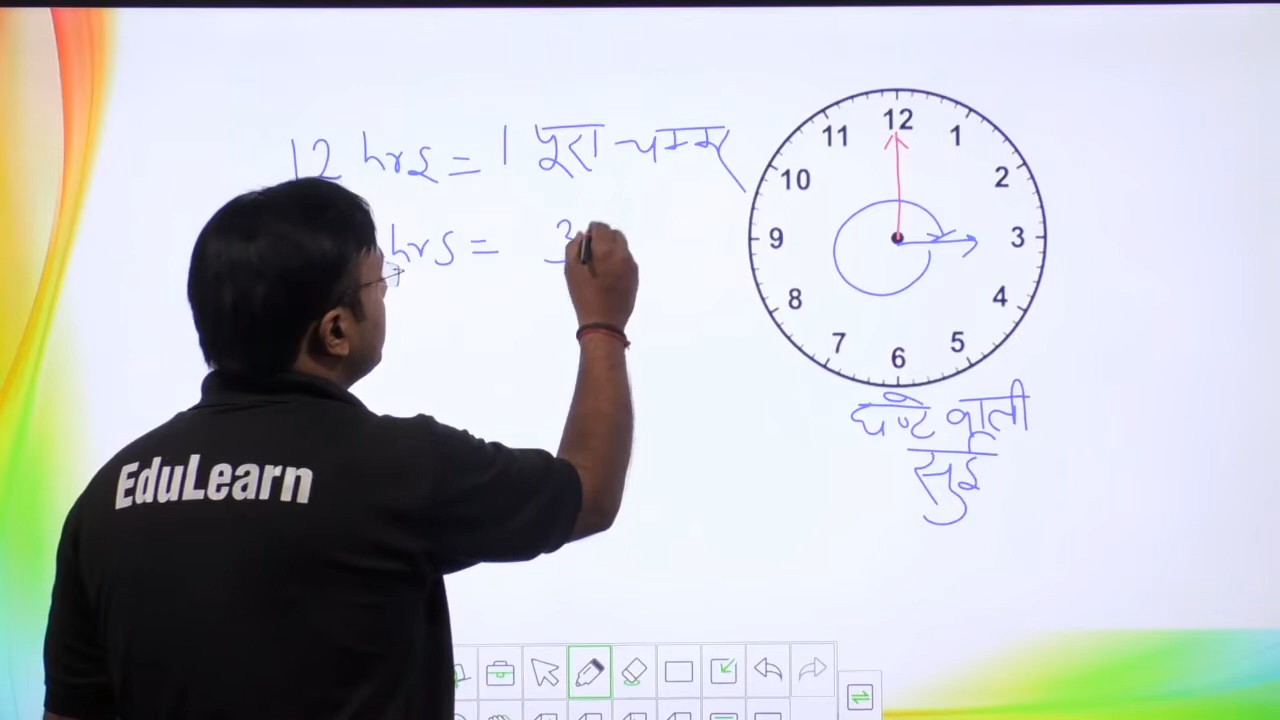 12 hrs = 1 पूरा चक्कर
hrs = 3
12
11
1
10
2
9
3
8
4
7
5
6
घण्टे वाली
सुई
EduLearn